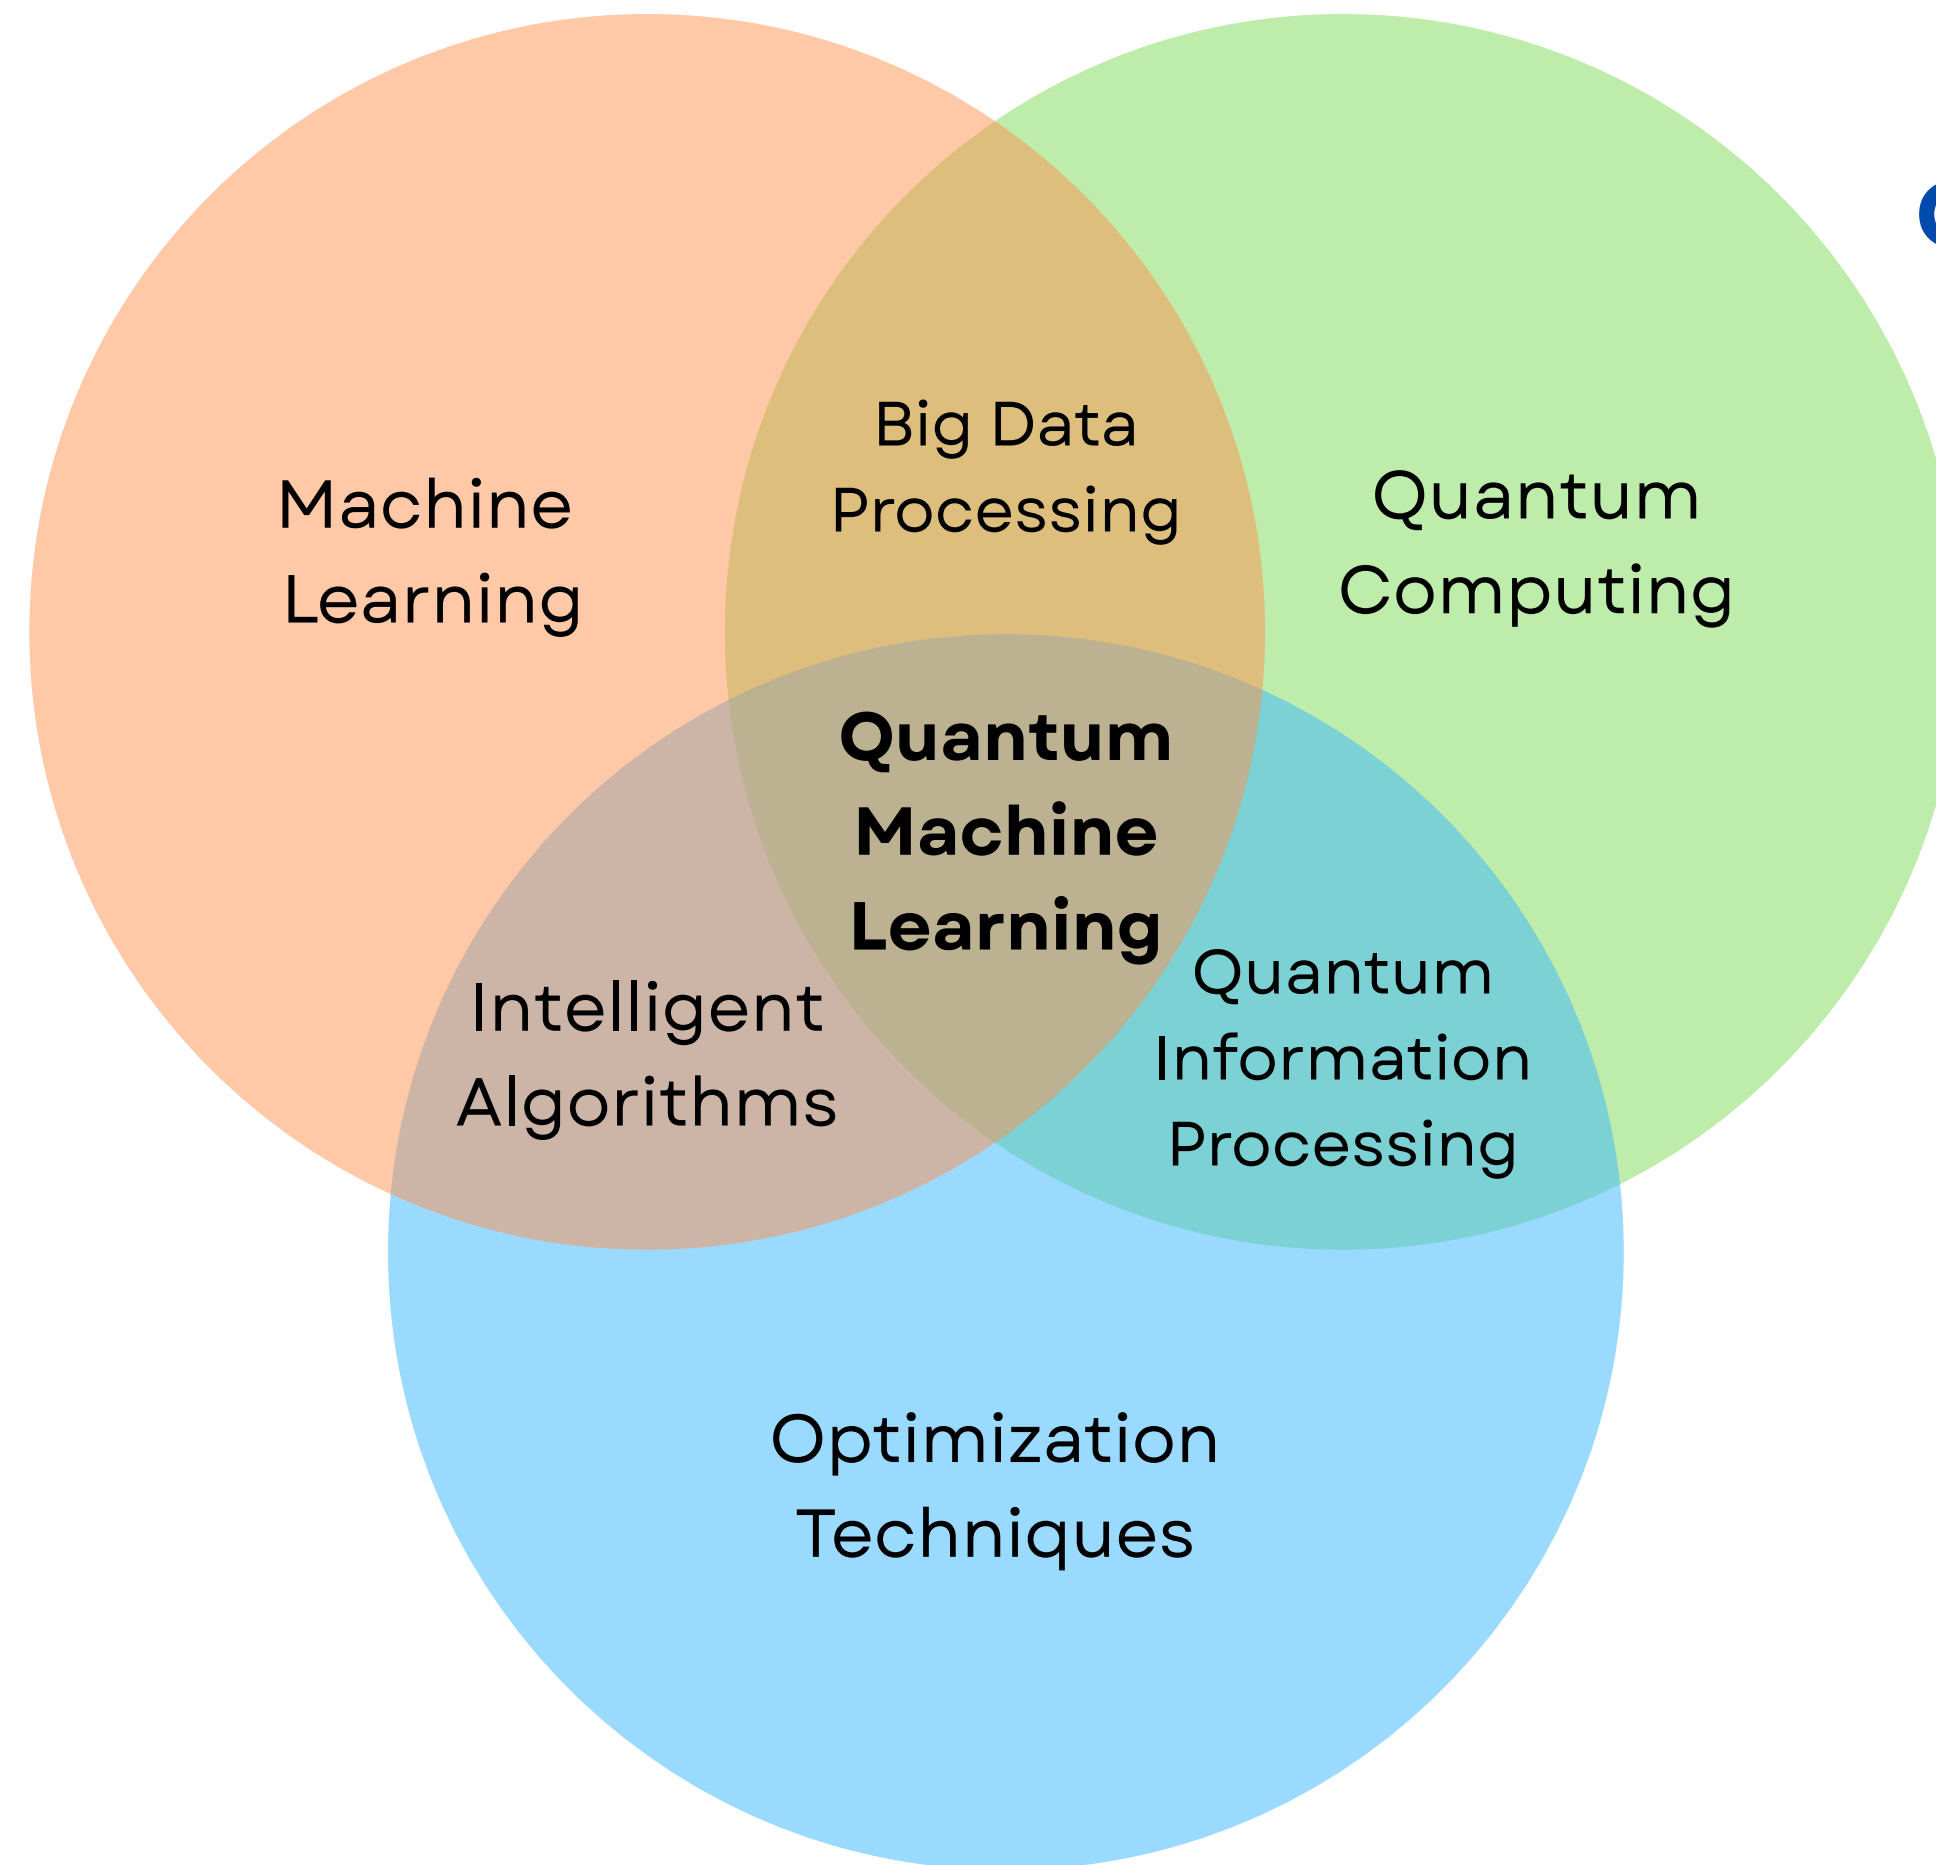 Machine
Learning
Big Data
Processing
Quantum
Computing
Quantum
Machine
Learning
Intelligent
Algorithms
Quantum
Information
Processing
Optimization
Techniques